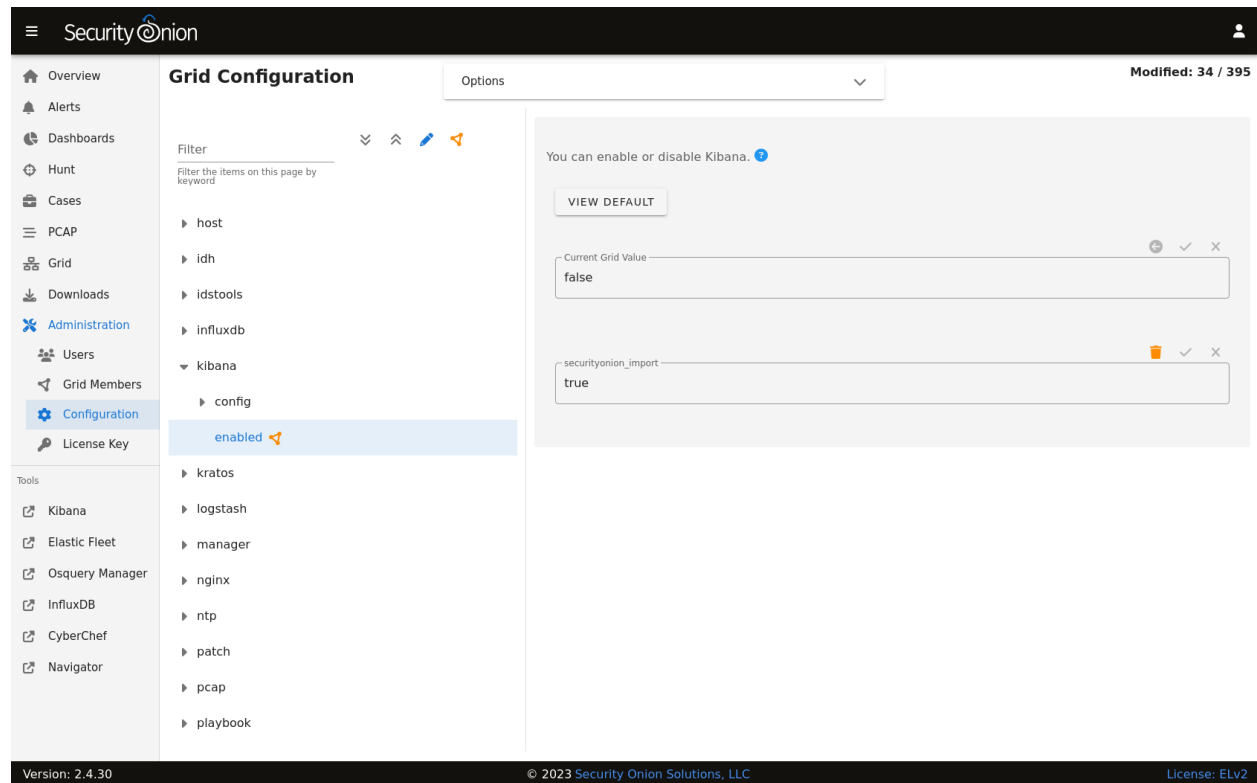 Security Onion
Overview
Alerts
Dashboards
Hunt
Cases
PCAP
Grid
Downloads
Administration
Users
Grid Members
Configuration
License Key
Tools
Kibana
Elastic Fleet
Osquery Manager
InfluxDB
CyberChef
Navigator
Grid Configuration
Options
Modified: 34 / 395
Filter
Filter the items on this page by
keyword
host
idh
idstools
influxdb
kibana
config
enabled
kratos
logstash
manager
nginx
ntp
patch
pcap
playbook
You can enable or disable Kibana. ?
VIEW DEFAULT
Current Grid Value
false
securityonion_import
true
Version: 2.4.30
© 2023 Security Onion Solutions, LLC
License: ELv2